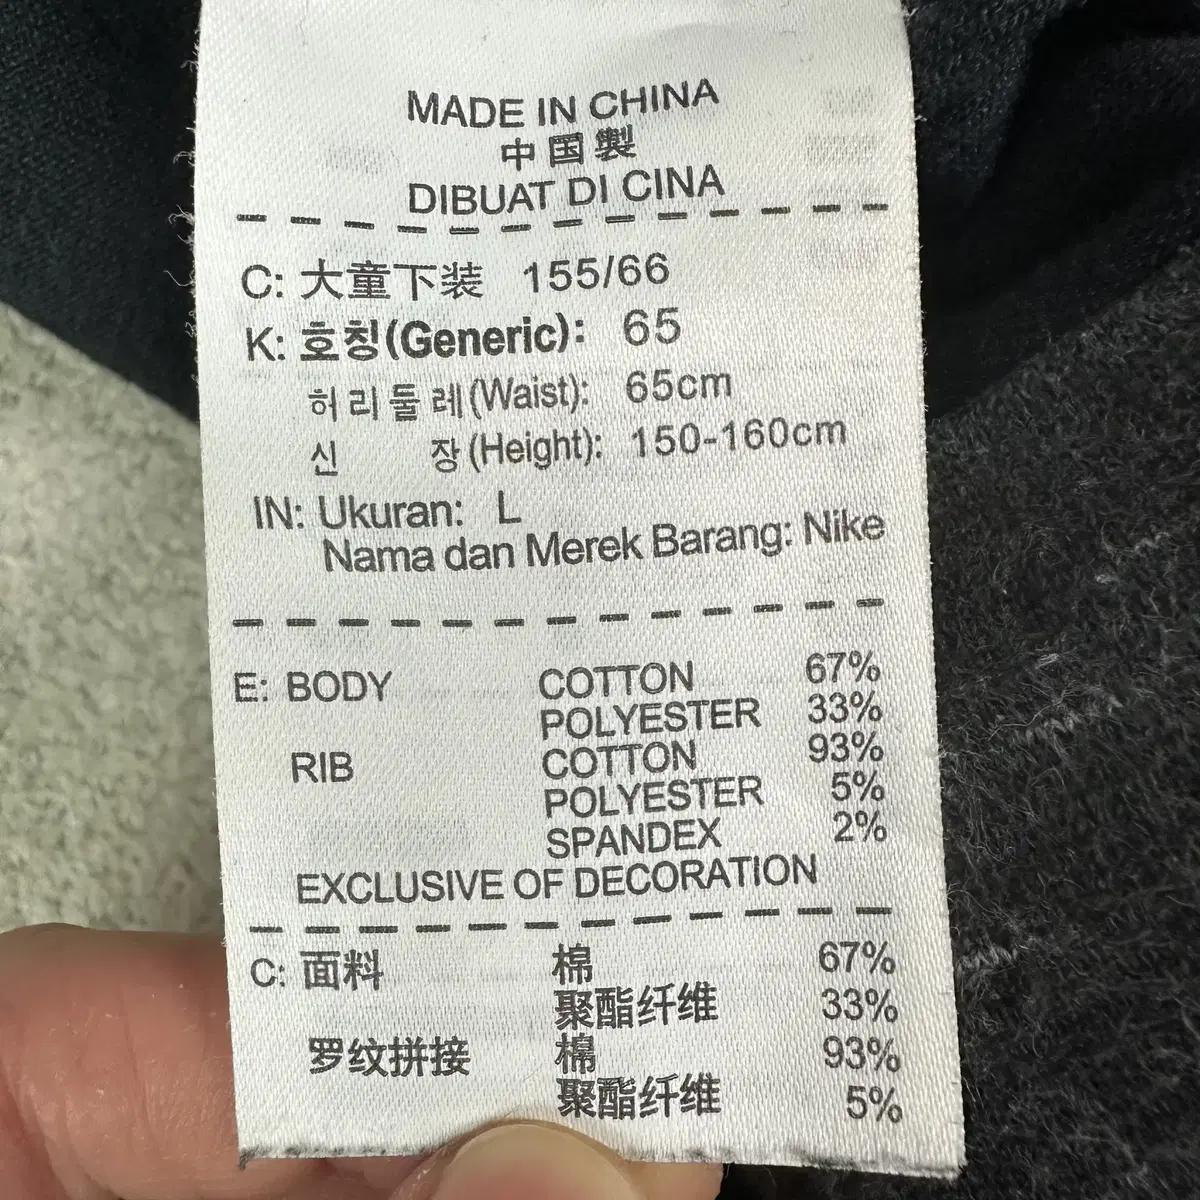 MADE IN CHINA
中国製
DIBUAT DI CINA
C: 大童下装 155/66
K: 호칭(Generic): 65
허리둘레(Waist): 65cm
신 장(Height): 150-160cm
IN: Ukuran: L
Nama dan Merek Barang: Nike
E: BODY COTTON 67%
POLYESTER 33%
RIB COTTON 93%
POLYESTER 5%
SPANDEX 2%
EXCLUSIVE OF DECORATION
C: 面料 棉 67%
聚酯纤维 33%
罗纹拼接 棉 93%
聚酯纤维 5%